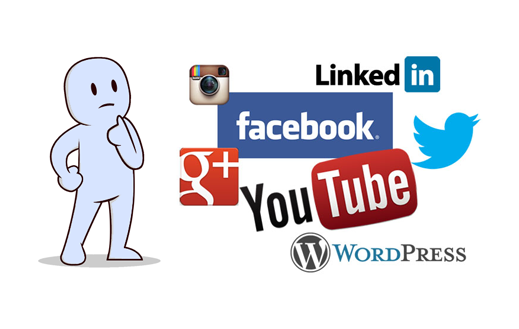 Linked in
facebook®
g+
YouTube
W WORDPRESS